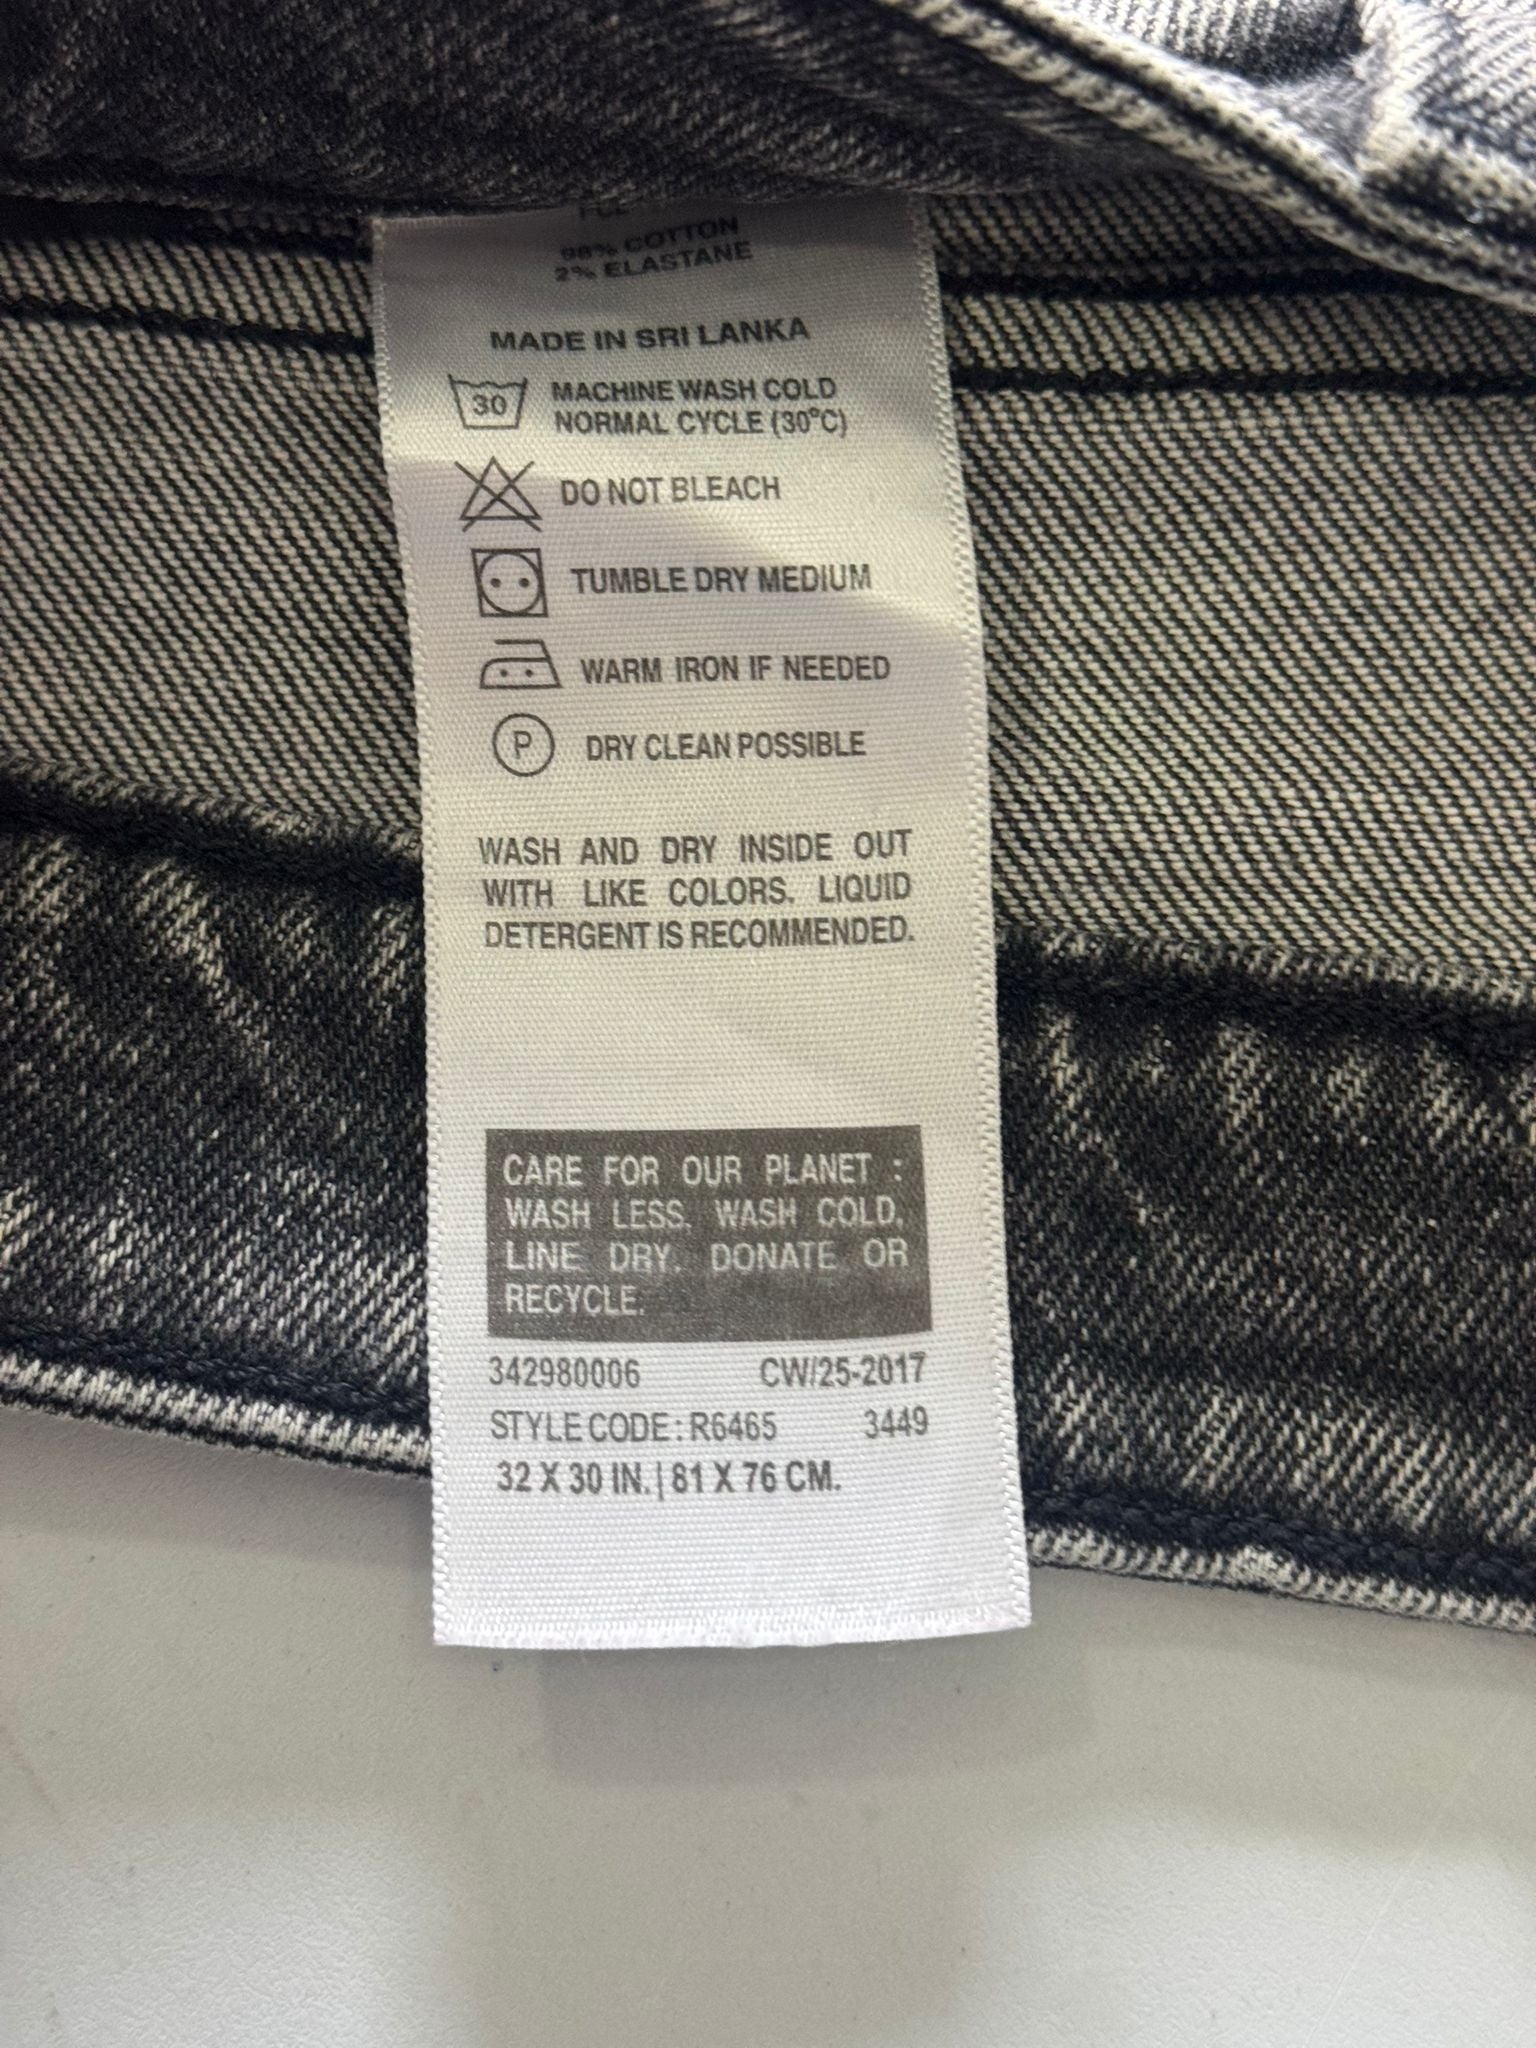 98% COTTON
2% ELASTANE
MADE IN SRI LANKA
30 MACHINE WASH COLD
NORMAL CYCLE (30°C)
DO NOT BLEACH
TUMBLE DRY MEDIUM
WARM IRON IF NEEDED
P DRY CLEAN POSSIBLE
WASH AND DRY INSIDE OUT
WITH LIKE COLORS. LIQUID
DETERGENT IS RECOMMENDED.
CARE FOR OUR PLANET :
WASH LESS. WASH COLD.
LINE DRY. DONATE OR
RECYCLE.
342980006 CW/25-2017
STYLE CODE : R6465 3449
32 X 30 IN. | 81 X 76 CM.